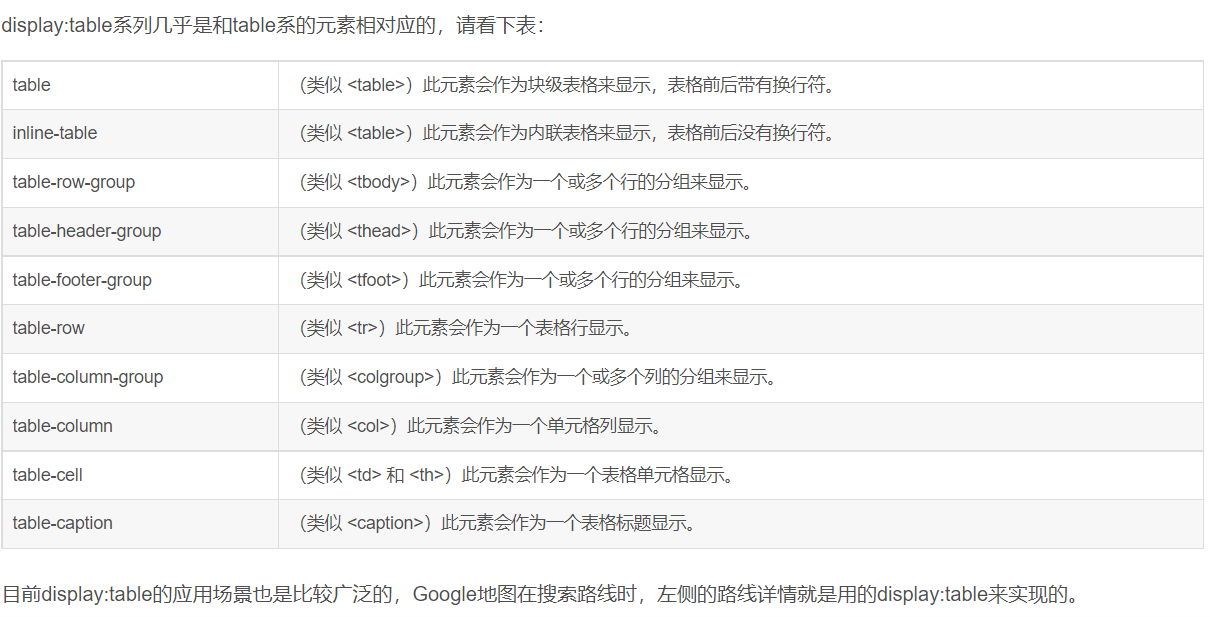 display:table系列几乎是和table系的元素相对应的，请看下表：
table （类似 <table>）此元素会作为块级表格来显示，表格前后带有换行符。
inline-table （类似 <table>）此元素会作为内联表格来显示，表格前后没有换行符。
table-row-group （类似 <tbody>）此元素会作为一个或多个行的分组来显示。
table-header-group （类似 <thead>）此元素会作为一个或多个行的分组来显示。
table-footer-group （类似 <tfoot>）此元素会作为一个或多个行的分组来显示。
table-row （类似 <tr>）此元素会作为一个表格行显示。
table-column-group （类似 <colgroup>）此元素会作为一个或多个列的分组来显示。
table-column （类似 <col>）此元素会作为一个单元格列显示。
table-cell （类似 <td> 和 <th>）此元素会作为一个表格单元格显示。
table-caption （类似 <caption>）此元素会作为一个表格标题显示。
目前display:table的应用场景也是比较广泛的，Google地图在搜索路线时，左侧的路线详情就是用的display:table来实现的。